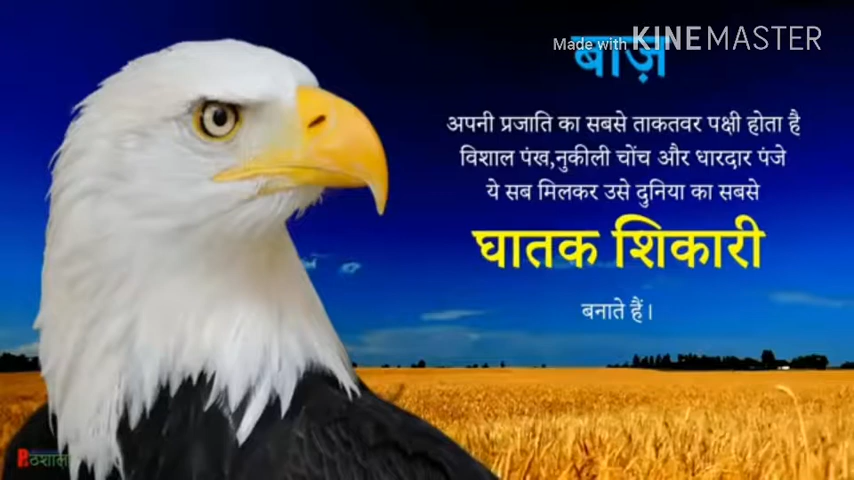 Made with KINEMASTER
बाज़
अपनी प्रजाति का सबसे ताकतवर पक्षी होता है
विशाल पंख,नुकीली चोंच और धारदार पंजे
ये सब मिलकर उसे दुनिया का सबसे
घातक शिकारी
बनाते हैं।